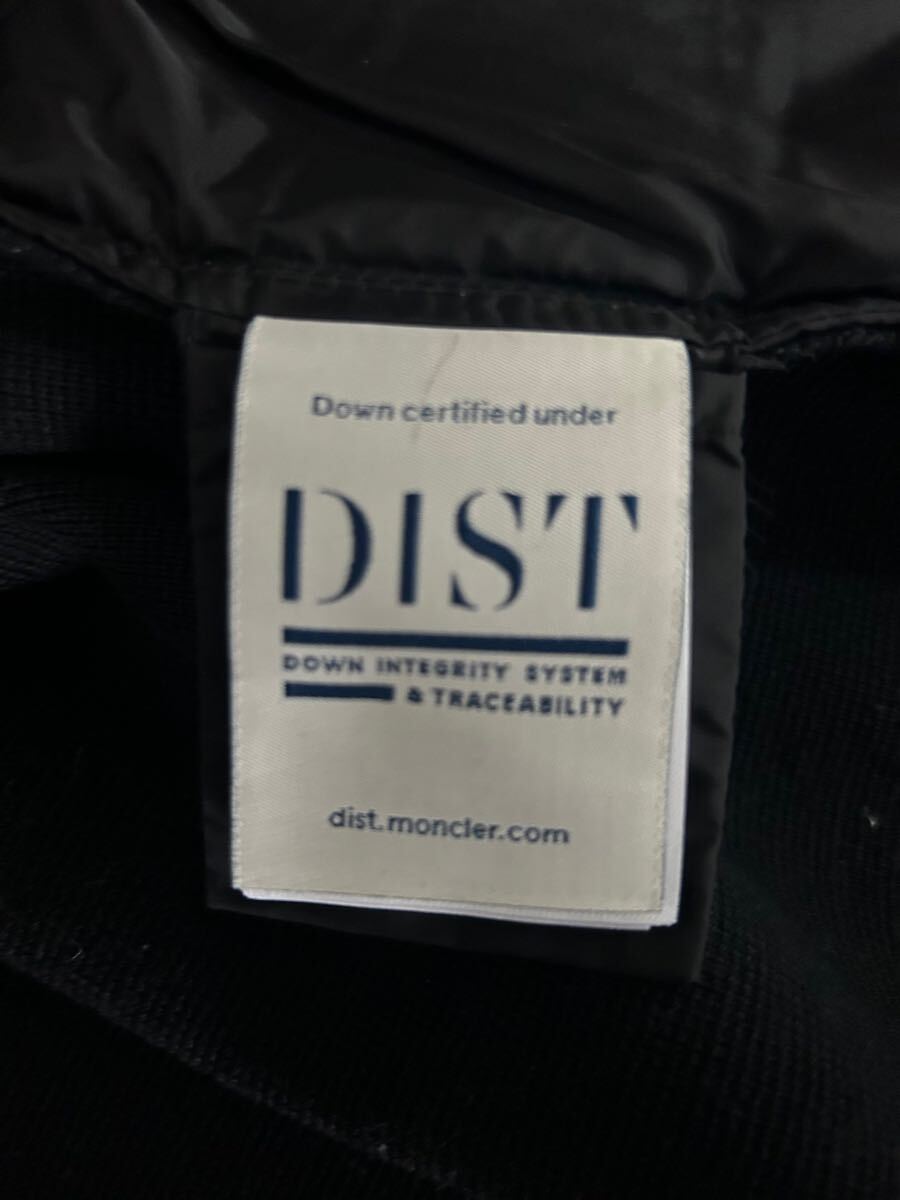 Down certified under
DIST
DOWN INTEGRITY SYSTEM
& TRACEABILITY
dist.moncler.com